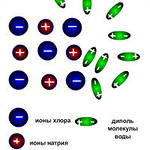 ионы хлора
диполь
молекулы
воды
ионы натрия